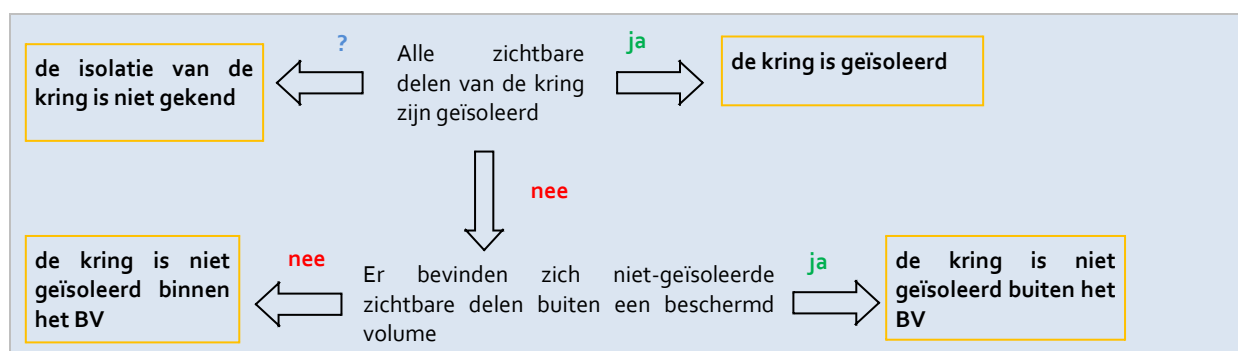 de isolatie van de
kring is niet gekend
?
Alle zichtbare
delen van de kring
zijn geïsoleerd
ja
de kring is geïsoleerd
nee
de kring is niet
geïsoleerd binnen
het BV
nee
Er bevinden zich niet-geïsoleerde
zichtbare delen buiten een beschermd
volume
ja
de kring is niet
geïsoleerd buiten het
BV